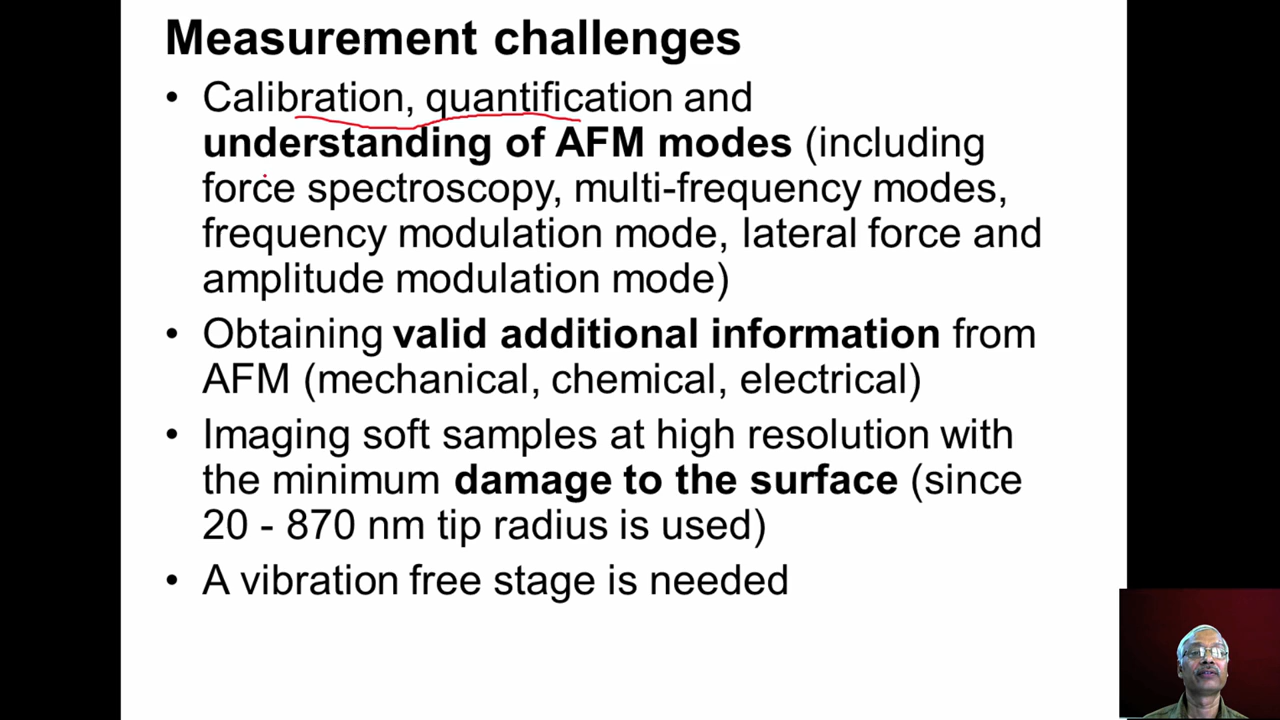 Measurement challenges
• Calibration, quantification and
understanding of AFM modes (including
force spectroscopy, multi-frequency modes,
frequency modulation mode, lateral force and
amplitude modulation mode)
• Obtaining valid additional information from
AFM (mechanical, chemical, electrical)
• Imaging soft samples at high resolution with
the minimum damage to the surface (since
20 - 870 nm tip radius is used)
• A vibration free stage is needed